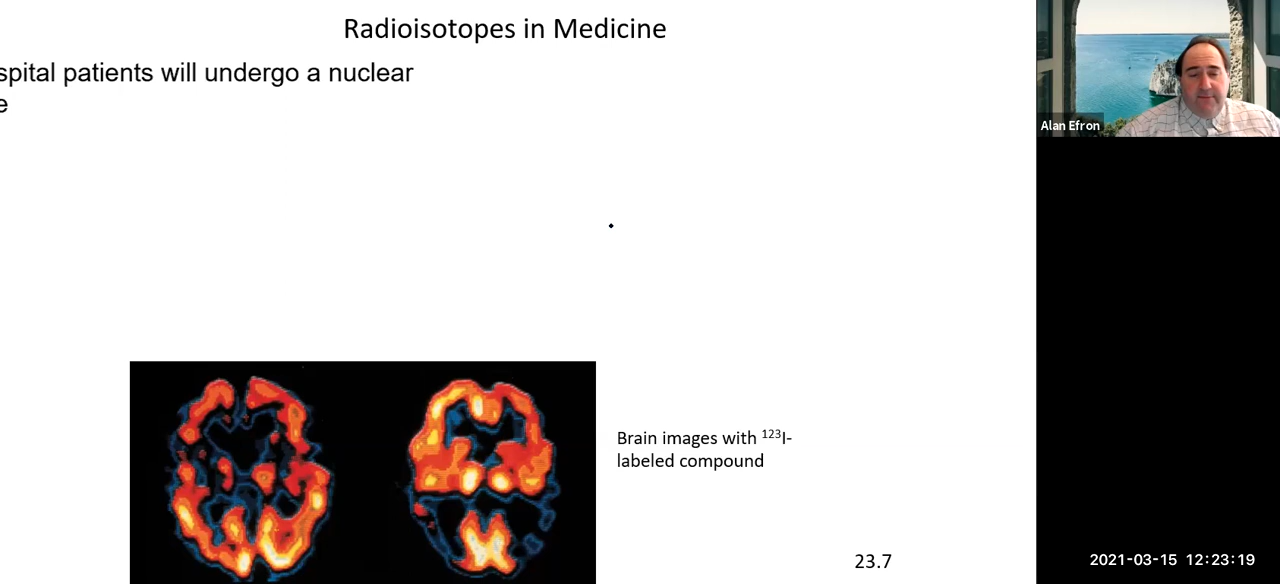 Radioisotopes in Medicine
spital patients will undergo a nuclear
e
Alan Efron
Brain images with ¹²³I-
labeled compound
23.7
2021-03-15 12:23:19